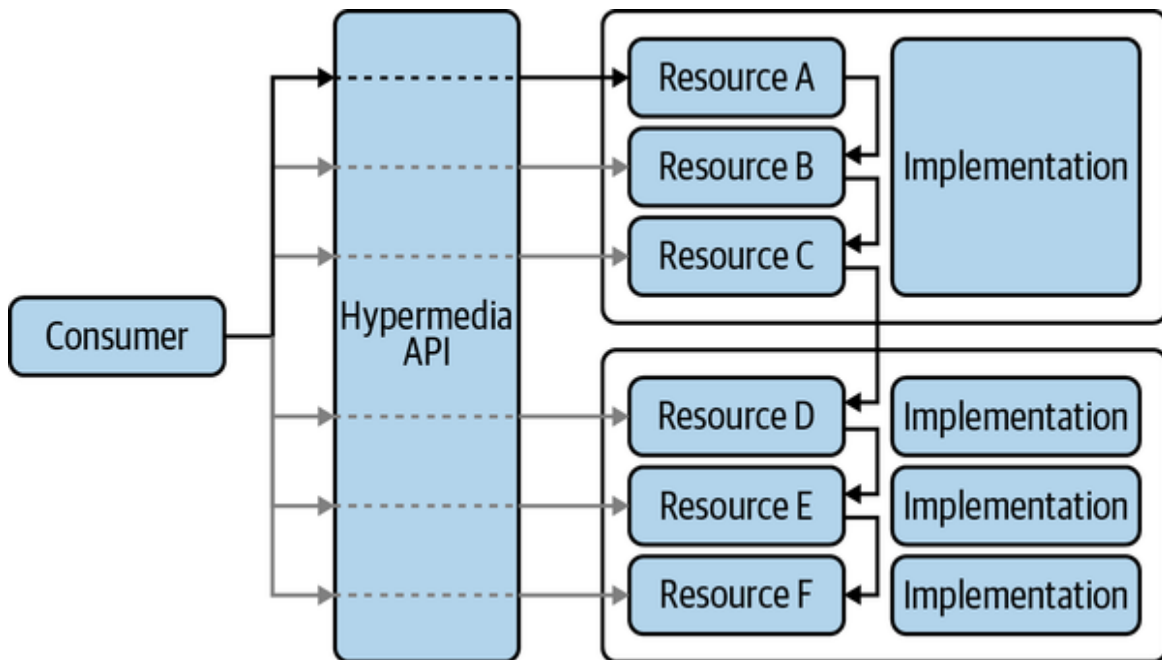 Consumer
Hypermedia
API
Resource A
Resource B
Resource C
Implementation
Resource D
Implementation
Resource E
Implementation
Resource F
Implementation